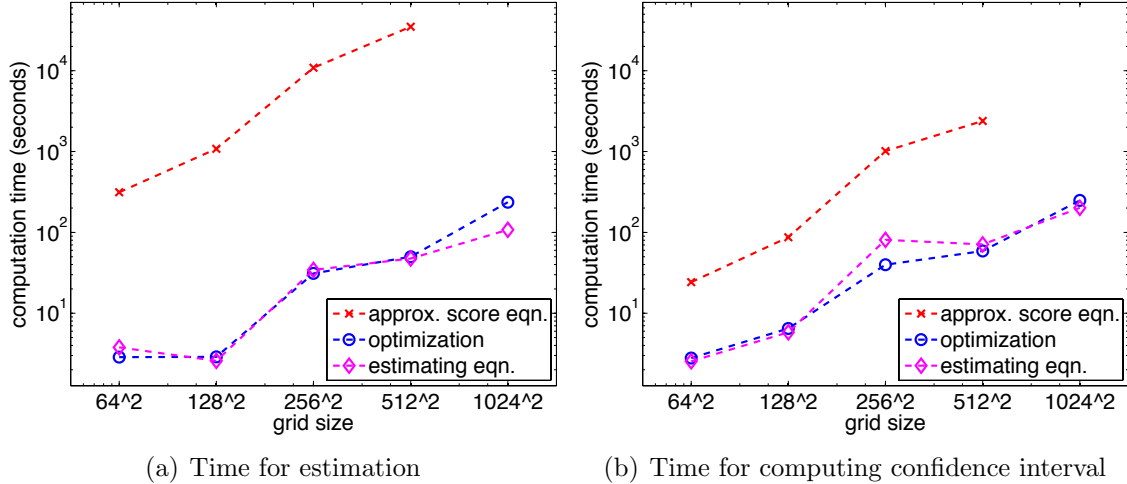 computation time (seconds)
10^4
10^3
10^2
10^1
approx. score eqn.
optimization
estimating eqn.
64^2 128^2 256^2 512^2 1024^2
grid size
(a) Time for estimation
computation time (seconds)
10^4
10^3
10^2
10^1
approx. score eqn.
optimization
estimating eqn.
64^2 128^2 256^2 512^2 1024^2
grid size
(b) Time for computing confidence interval